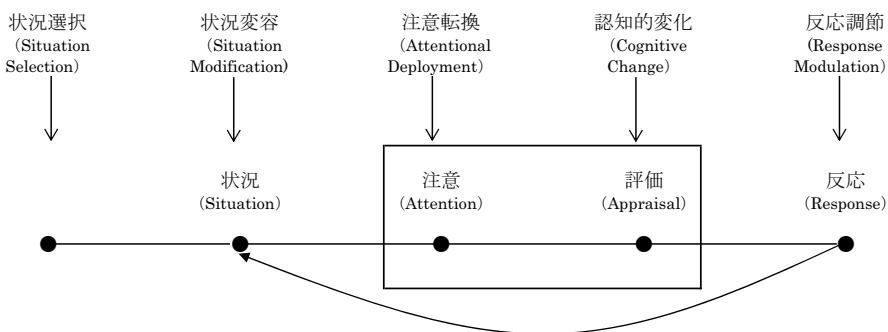 状況選択
（Situation
Selection）
状況変容
（Situation
Modification）
注意転換
（Attentional
Deployment）
認知的変化
（Cognitive
Change）
反応調節
（Response
Modulation）
状況
（Situation）
注意
（Attention）
評価
（Appraisal）
反応
（Response）